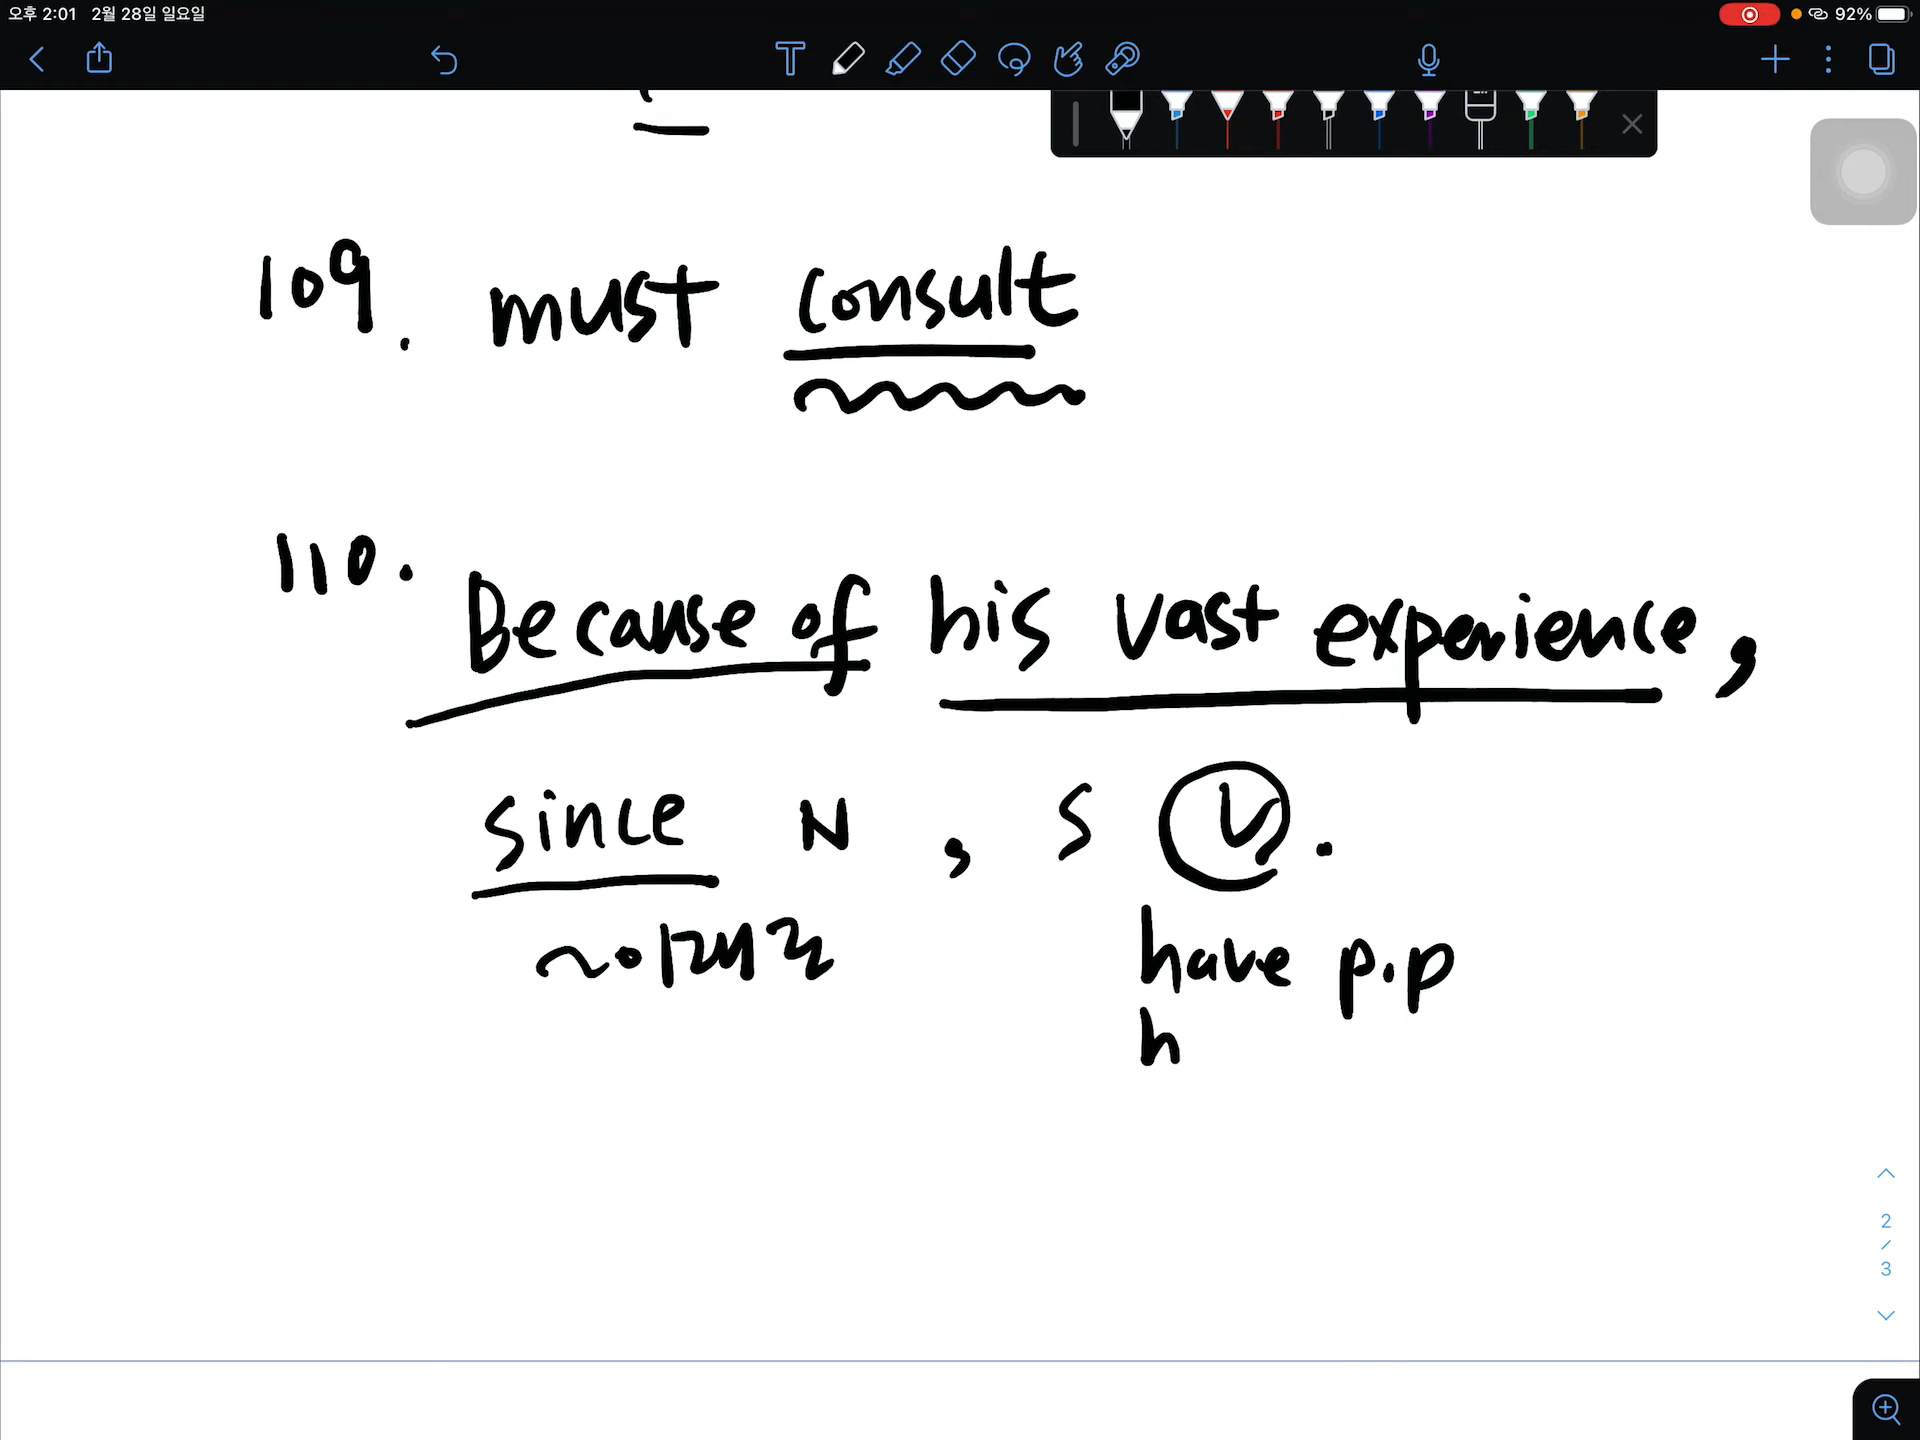 오후 2:01 2월 28일 일요일 92%
109. must consult
110. Because of his vast experience,
since N , S V .
~이래로 have p.p
h
2
/
3